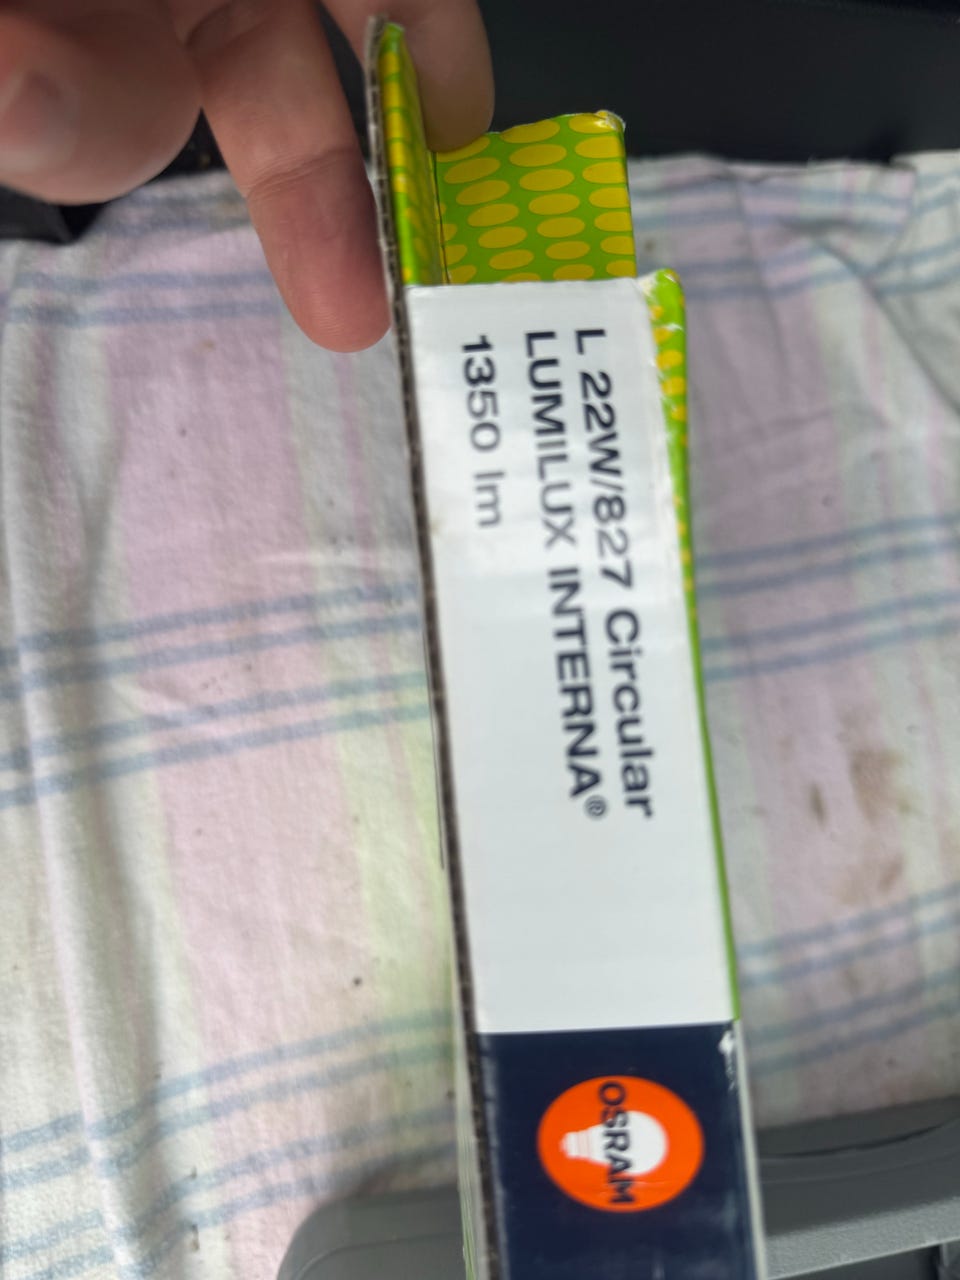 L 22W/827 Circular
LUMILUX INTERNA®
1350 lm
OSRAM